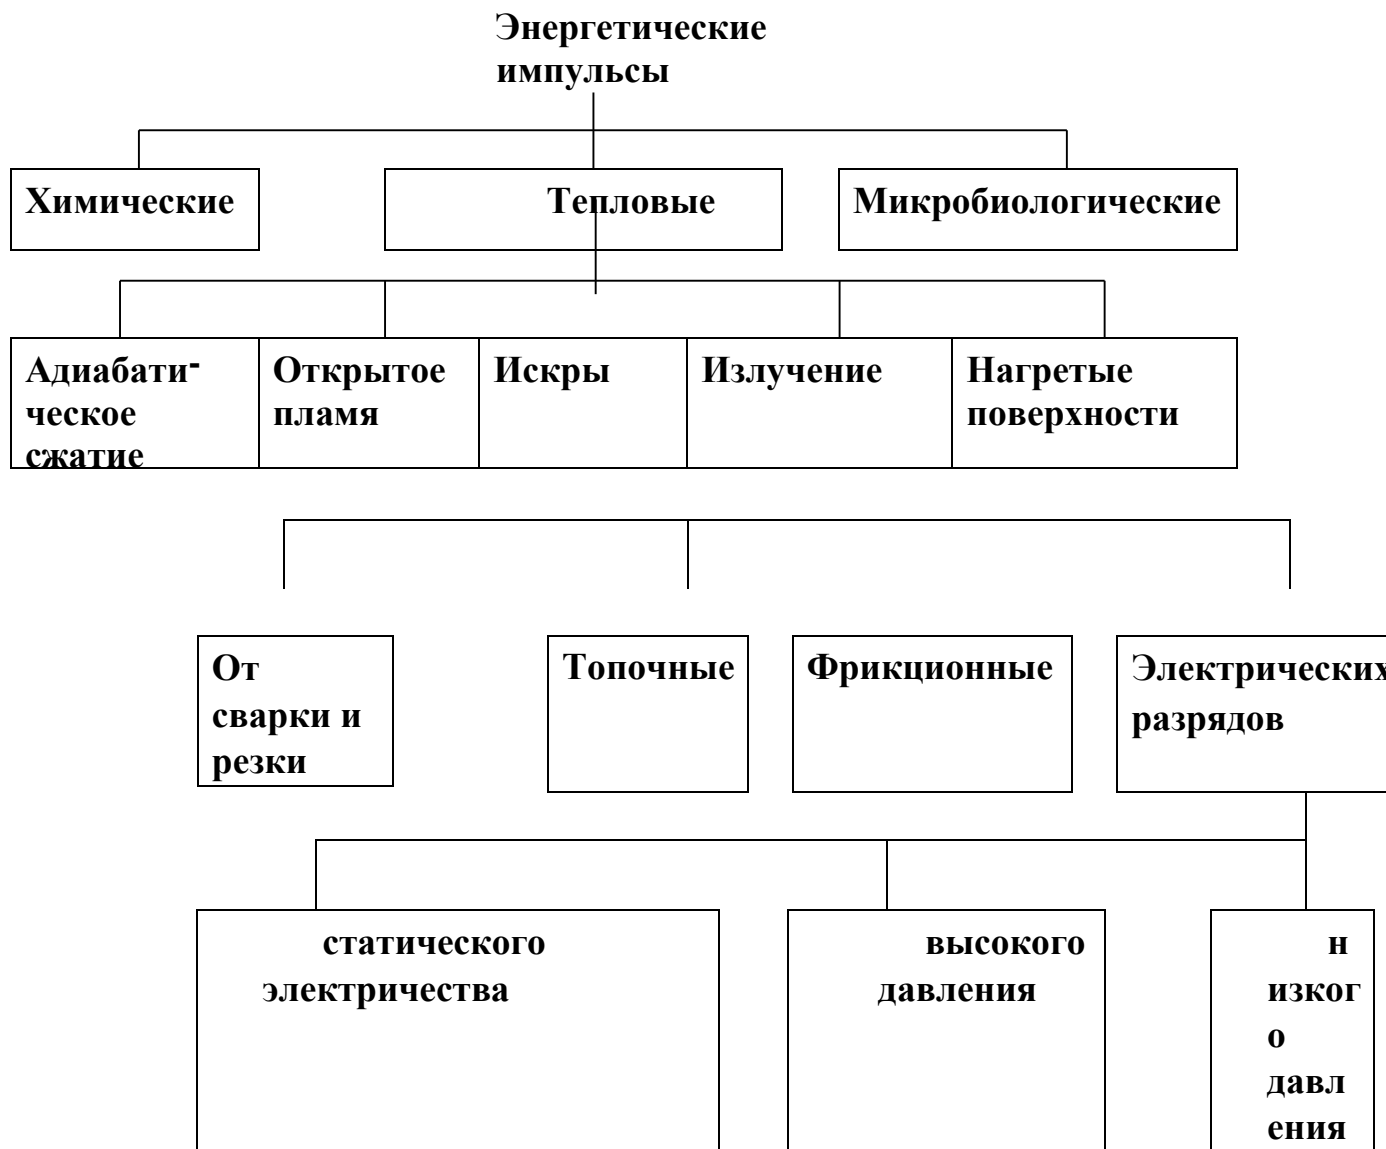 Энергетические
импульсы
Химические
Тепловые
Микробиологические
Адиабати-
ческое
сжатие
Открытое
пламя
Искры
Излучение
Нагретые
поверхности
От
сварки и
резки
Топочные
Фрикционные
Электрических
разрядов
статического
электричества
высокого
давления
н
изког
о
давл
ения